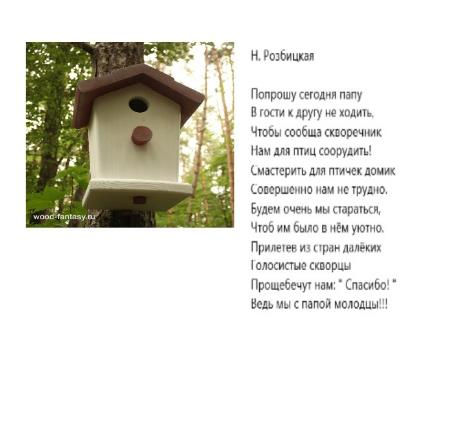 Н. Розбицкая
Попрошу сегодня папу
В гости к другу не ходить,
Чтобы сообща скворечник
Нам для птиц соорудить!
Смастерить для птичек домик
Совершенно нам не трудно.
Будем очень мы стараться,
Чтоб им было в нём уютно.
Прилетев из стран далёких
Голосистые скворцы
Прощебечут нам: " Спасибо! "
Ведь мы с папой молодцы!!!
wood-fantasy.ru